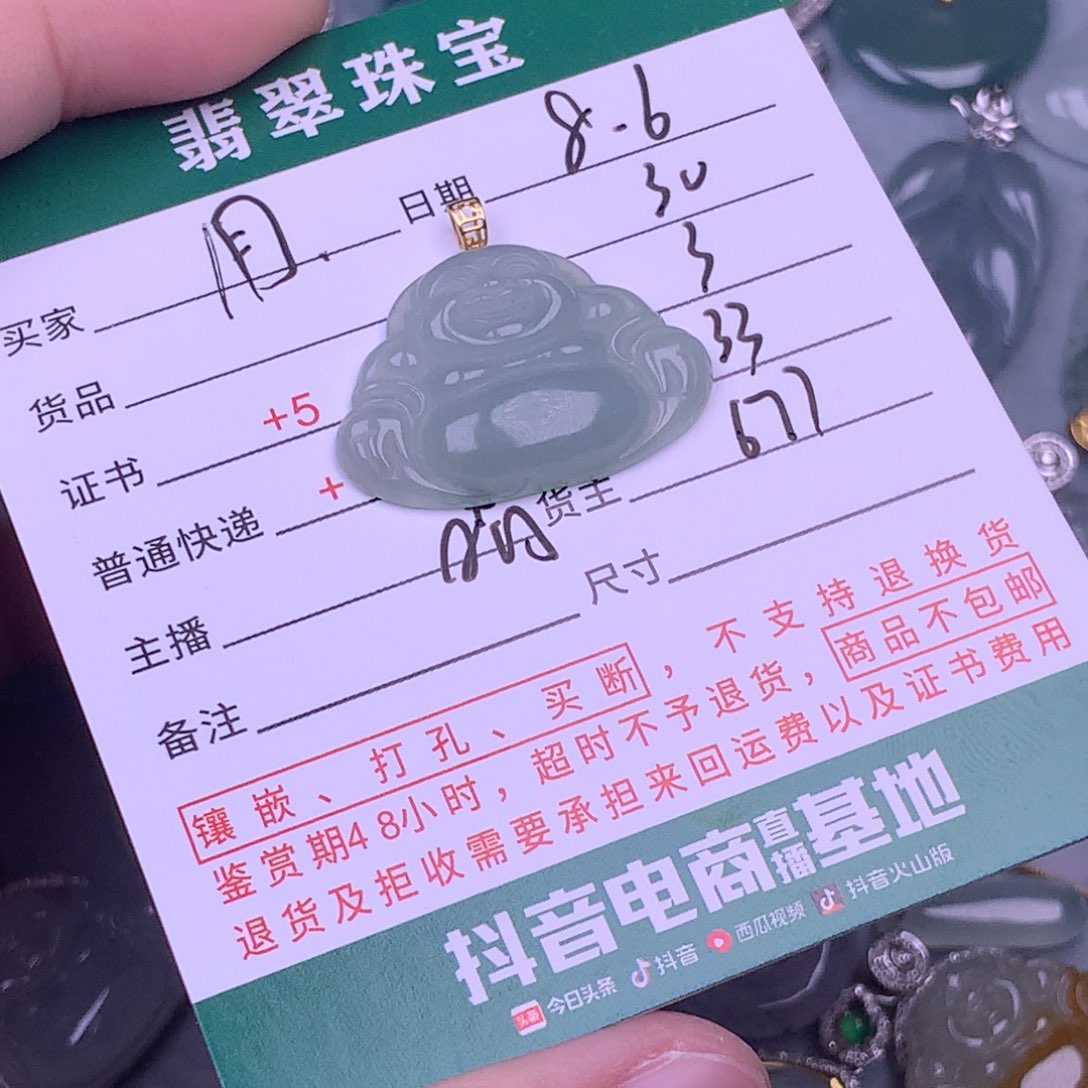 翡翠珠宝
买家 月. 日期 8.6
货品 30
证书 +5 3
普通快递 + 33
主播 货主 677
备注 尺寸
镶嵌、打孔、买断，不支持退换货
鉴赏期48小时，超时不予退货，商品不包邮
退货及拒收需要承担来回运费以及证书费用
抖音电商直播基地
头条 今日头条 抖音 西瓜视频 抖音火山版